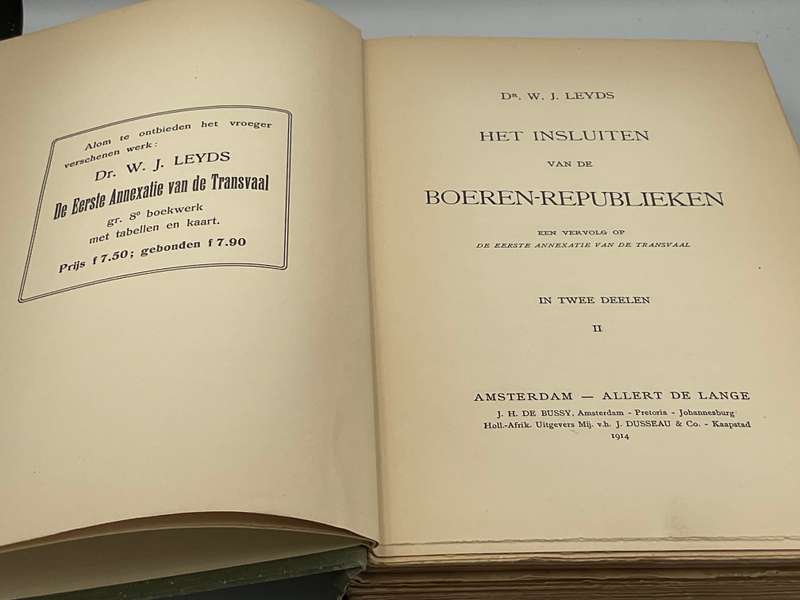 Alom te ontbieden het vroeger
verschenen werk:
Dr. W. J. LEYDS
De Eerste Annexatie van de Transvaal
gr. 8º boekwerk
met tabellen en kaart.
Prijs f 7.50; gebonden f 7.90
Dʀ. W. J. LEYDS
HET INSLUITEN
VAN DE
BOEREN-REPUBLIEKEN
EEN VERVOLG OP
DE EERSTE ANNEXATIE VAN DE TRANSVAAL
IN TWEE DEELEN
II
AMSTERDAM — ALLERT DE LANGE
J. H. DE BUSSY, Amsterdam - Pretoria - Johannesburg
Holl.-Afrik. Uitgevers Mij. v.h. J. DUSSEAU & Co. - Kaapstad
1914